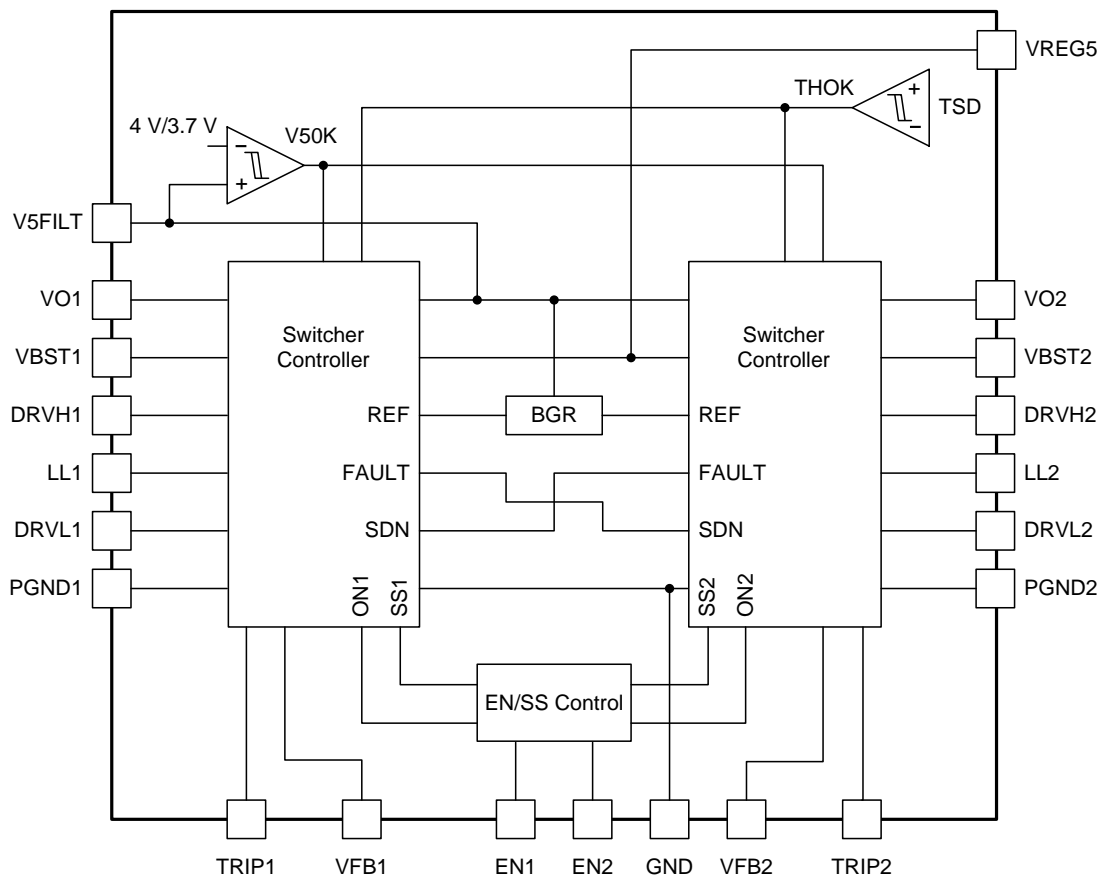 VREG5
THOK
TSD
+
−
4 V/3.7 V
V50K
−
+
V5FILT
VO1
VBST1
DRVH1
LL1
DRVL1
PGND1
Switcher
Controller
REF
FAULT
SDN
ON1
SS1
BGR
Switcher
Controller
REF
FAULT
SDN
SS2
ON2
VO2
VBST2
DRVH2
LL2
DRVL2
PGND2
EN/SS Control
TRIP1
VFB1
EN1
EN2
GND
VFB2
TRIP2